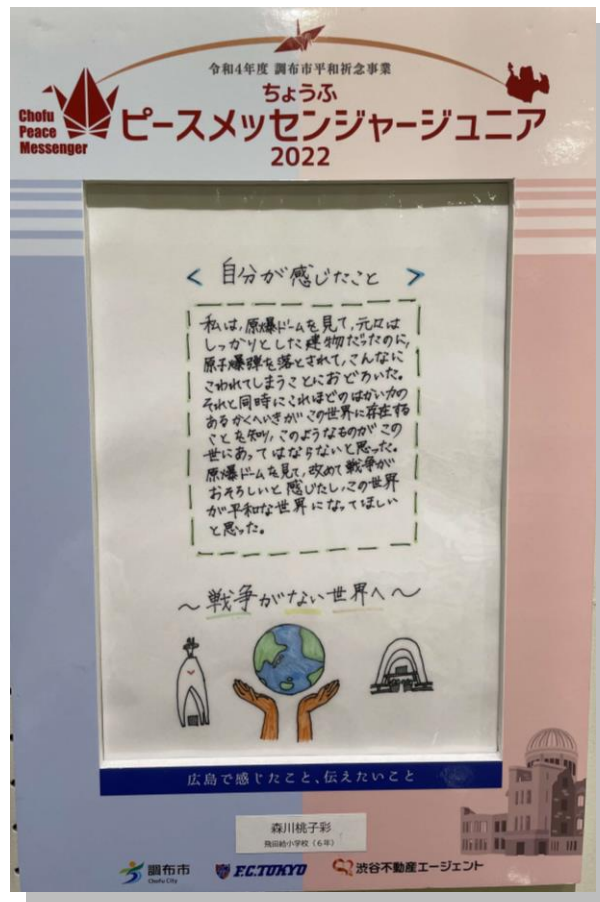 令和4年度 調布市平和祈念事業
ちょうふ
Chofu
Peace
Messenger
ピースメッセンジャージュニア
2022
< 自分が感じたこと >
私は、原爆ドームを見て、元々は
しっかりとした建物だったのに、
原子爆弾を落とされて、こんなに
こわれてしまうことにおどろいた。
それと同時にこれほどのはかい力の
あるかくへいきがこの世界に存在する
ことを知り、このようなものがこの
世にあってはならないと思った。
原爆ドームを見て、改めて戦争が
おそろしいと感じたし、この世界
が平和な世界になってほしい
と思った。
〜戦争がない世界へ〜
広島で感じたこと、伝えたいこと
森川桃子彩
飛田給小学校（6年）
調布市
Chofu City
F.C.TOKYO
渋谷不動産エージェント